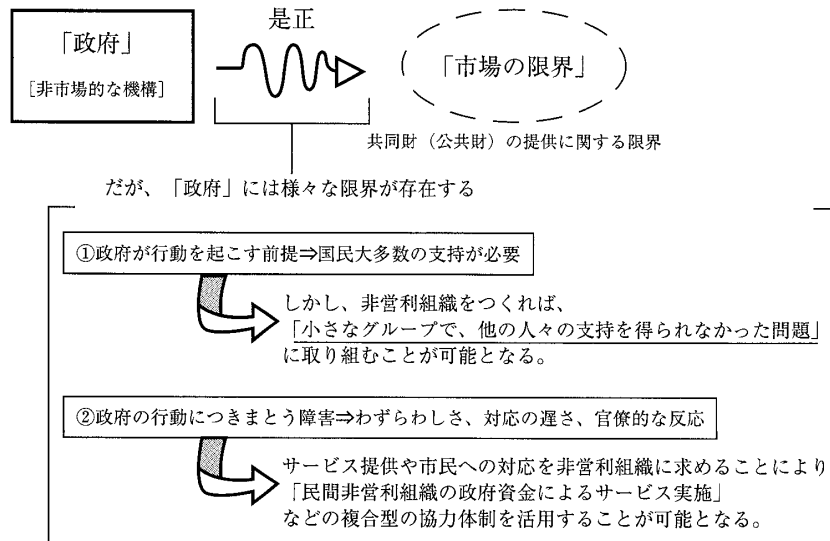 「政府」
[非市場的な機構]
是正
「市場の限界」
共同財（公共財）の提供に関する限界
だが、「政府」には様々な限界が存在する
①政府が行動を起こす前提⇒国民大多数の支持が必要
しかし、非営利組織をつくれば、
「小さなグループで、他の人々の支持を得られなかった問題」
に取り組むことが可能となる。
②政府の行動につきまとう障害⇒わずらわしさ、対応の遅さ、官僚的な反応
サービス提供や市民への対応を非営利組織に求めることにより
「民間非営利組織の政府資金によるサービス実施」
などの複合型の協力体制を活用することが可能となる。